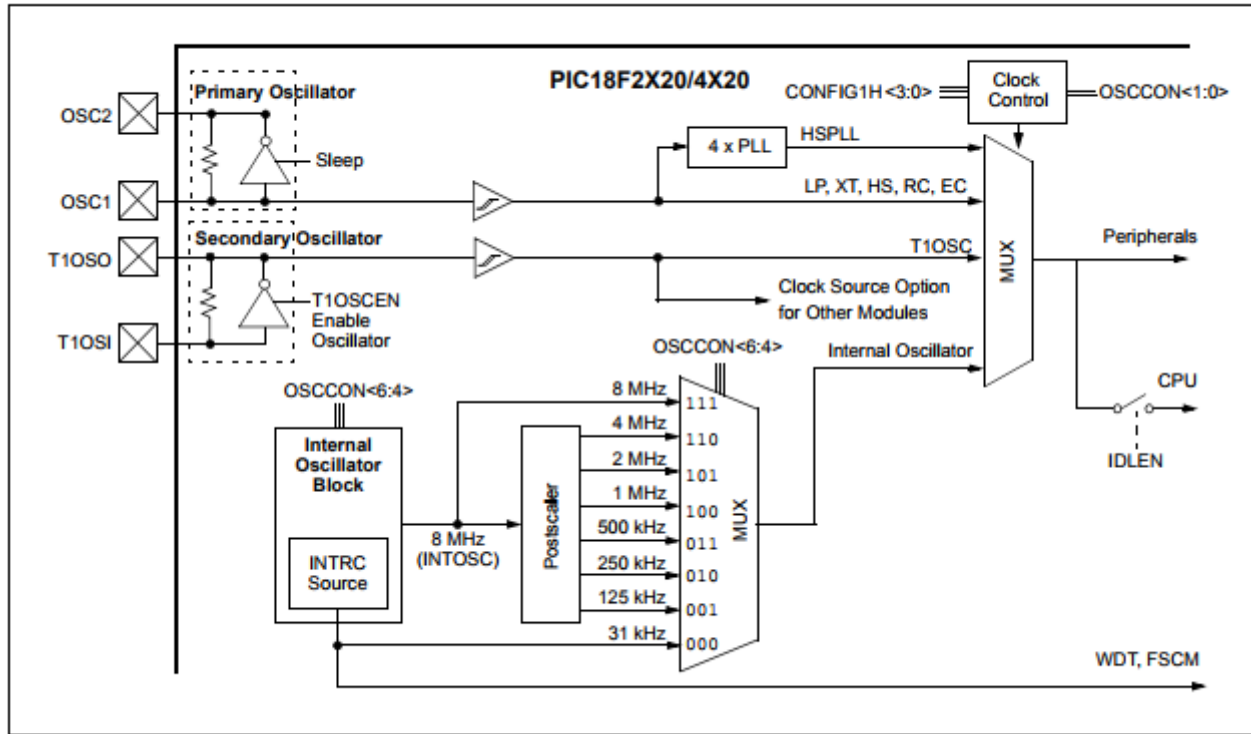 PIC18F2X20/4X20
Primary Oscillator
OSC2
Sleep
OSC1
Secondary Oscillator
T1OSO
T1OSCEN
Enable
Oscillator
T1OSI
CONFIG1H <3:0>
Clock
Control
OSCCON<1:0>
4 x PLL
HSPLL
LP, XT, HS, RC, EC
T1OSC
Clock Source Option
for Other Modules
Internal Oscillator
MUX
Peripherals
CPU
IDLEN
OSCCON<6:4>
Internal
Oscillator
Block
INTRC
Source
8 MHz
(INTOSC)
Postscaler
OSCCON<6:4>
8 MHz
111
4 MHz
110
2 MHz
101
1 MHz
100
500 kHz
011
250 kHz
010
125 kHz
001
31 kHz
000
MUX
WDT, FSCM